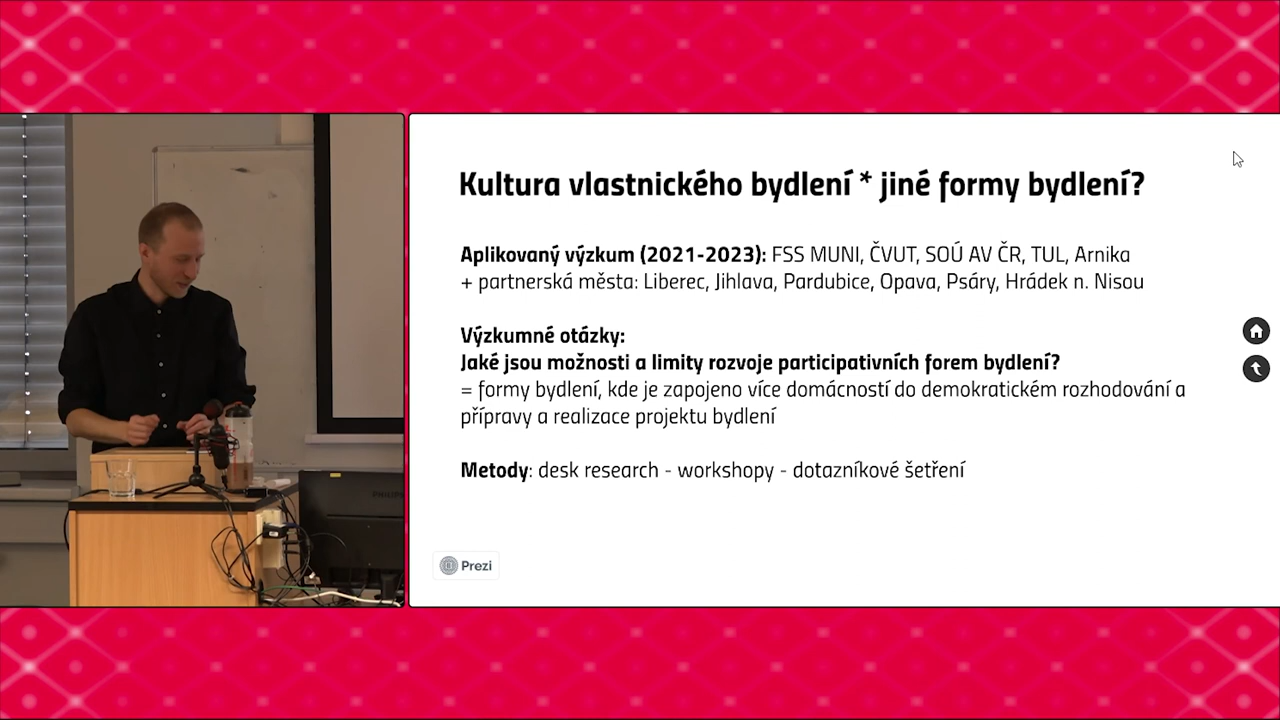 Kultura vlastnického bydlení * jiné formy bydlení?
Aplikovaný výzkum (2021-2023): FSS MUNI, ČVUT, SOÚ AV ČR, TUL, Arnika
+ partnerská města: Liberec, Jihlava, Pardubice, Opava, Psáry, Hrádek n. Nisou
Výzkumné otázky:
Jaké jsou možnosti a limity rozvoje participativních forem bydlení?
= formy bydlení, kde je zapojeno více domácností do demokratickém rozhodování a
přípravy a realizace projektu bydlení
Metody: desk research - workshopy - dotazníkové šetření
Prezi
PHILIPS